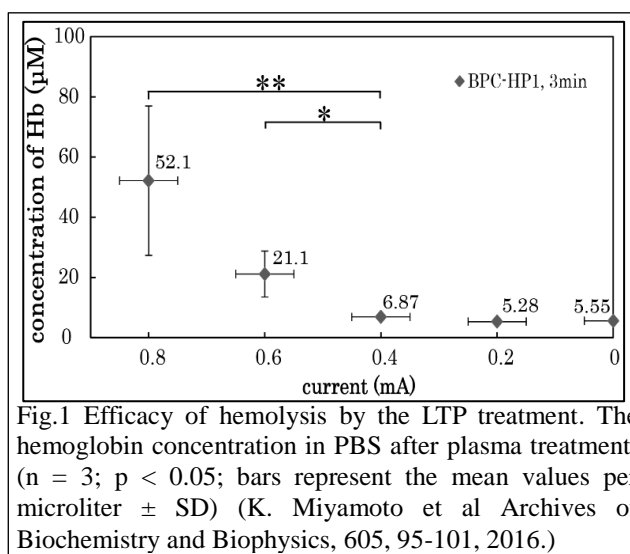 concentration of Hb (µM)
100
80
60
40
20
0
◆BPC-HP1, 3min
**
*
52.1
21.1
6.87
5.28
5.55
0.8
0.6
0.4
0.2
0
current (mA)
Fig.1 Efficacy of hemolysis by the LTP treatment. The
hemoglobin concentration in PBS after plasma treatment
(n = 3; p < 0.05; bars represent the mean values pe
microliter ± SD) (K. Miyamoto et al Archives o
Biochemistry and Biophysics, 605, 95-101, 2016.)